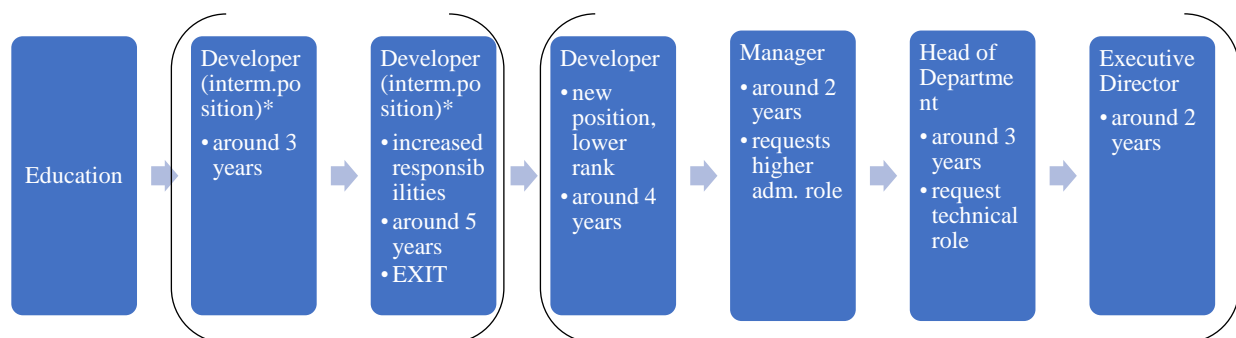 Education
Developer
(interm.po
sition)*
• around 3
years
Developer
(interm.po
sition)*
• increased
responsib
ilities
• around 5
years
• EXIT
Developer
• new
position,
lower
rank
• around 4
years
Manager
• around 2
years
• requests
higher
adm. role
Head of
Departme
nt
• around 3
years
• request
technical
role
Executive
Director
• around 2
years